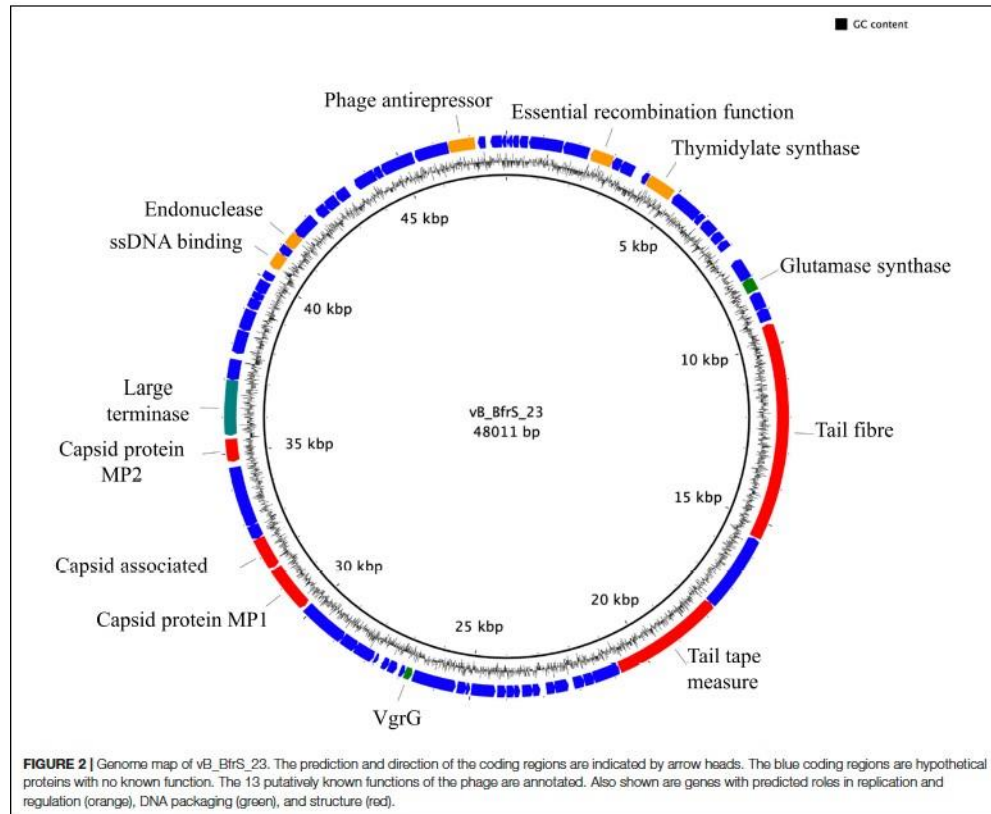 GC content
Phage antirepressor
Essential recombination function
Thymidylate synthase
Endonuclease
ssDNA binding
Glutamase synthase
45 kbp
5 kbp
40 kbp
10 kbp
Large
terminase
vB_BfrS_23
48011 bp
Tail fibre
Capsid protein
MP2
35 kbp
15 kbp
Capsid associated
30 kbp
Capsid protein MP1
20 kbp
25 kbp
Tail tape
measure
VgrG
FIGURE 2 | Genome map of vB_BfrS_23. The prediction and direction of the coding regions are indicated by arrow heads. The blue coding regions are hypothetical
proteins with no known function. The 13 putatively known functions of the phage are annotated. Also shown are genes with predicted roles in replication and
regulation (orange), DNA packaging (green), and structure (red).